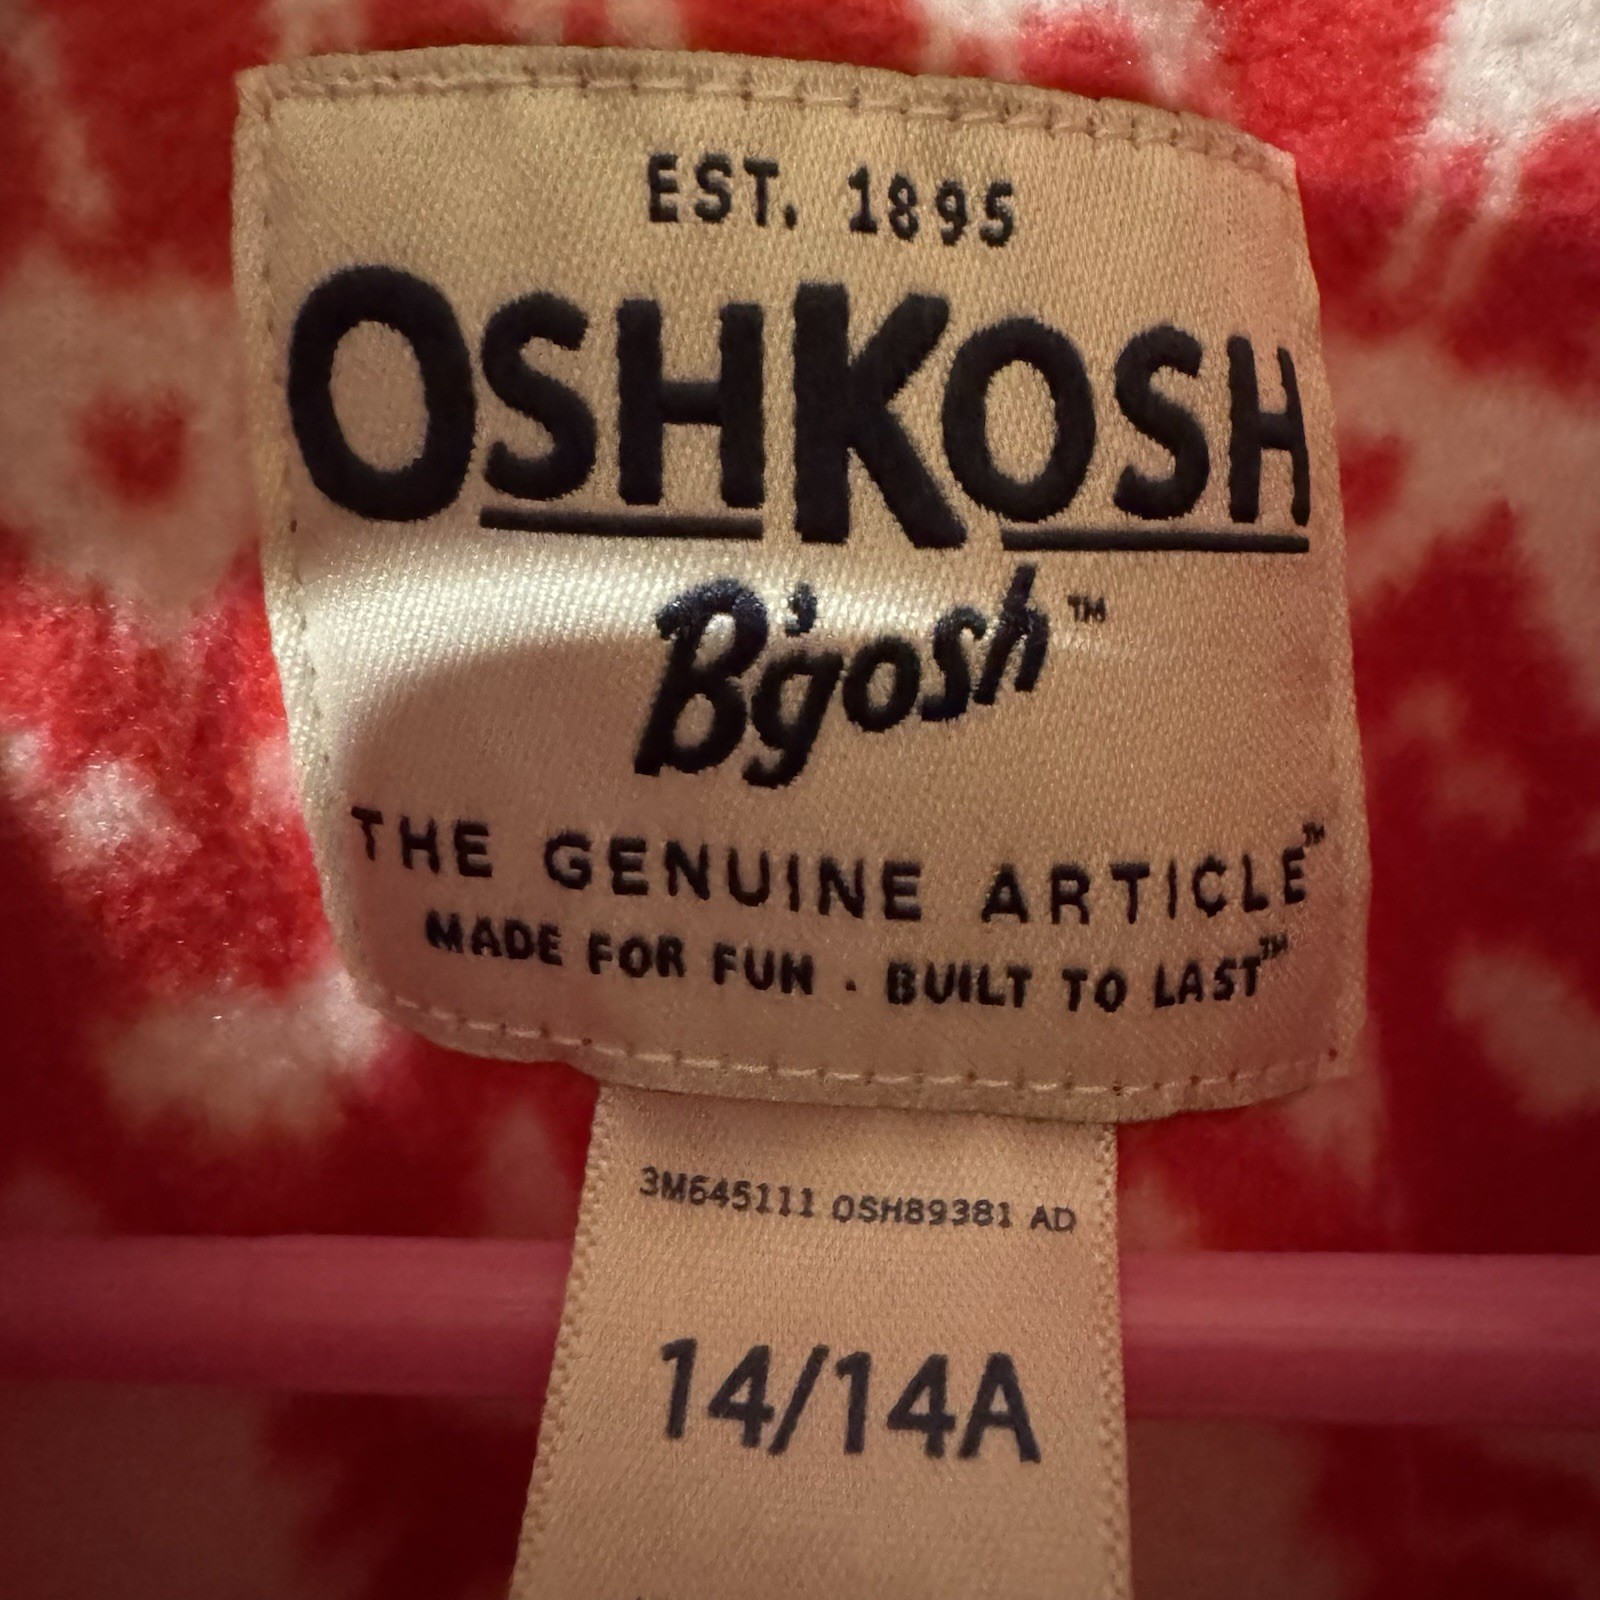 EST. 1895
OSHKOSH
B'gosh™
THE GENUINE ARTICLE™
MADE FOR FUN · BUILT TO LAST™
3M645111 OSH89381 AD
14/14A